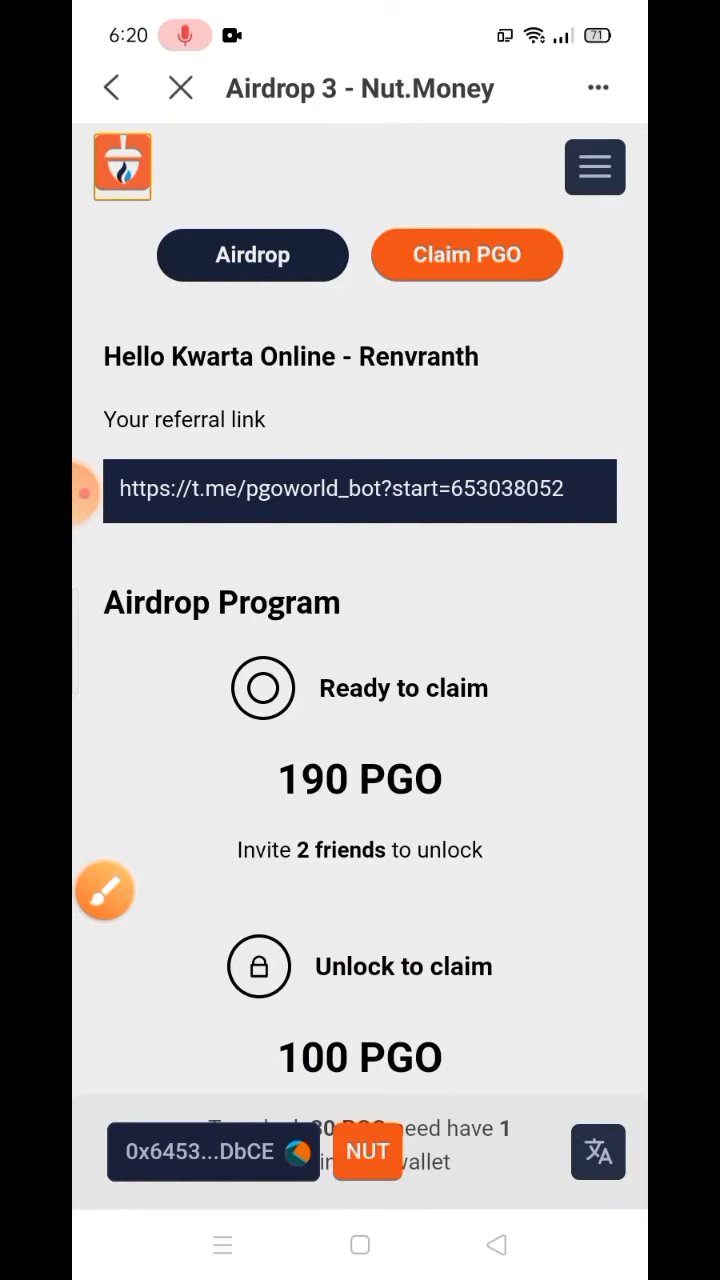 6:20
71
Airdrop 3 - Nut.Money
Airdrop
Claim PGO
Hello Kwarta Online - Renvranth
Your referral link
https://t.me/pgoworld_bot?start=653038052
Airdrop Program
Ready to claim
190 PGO
Invite 2 friends to unlock
Unlock to claim
100 PGO
need have 1
0x6453...DbCE
NUT
wallet